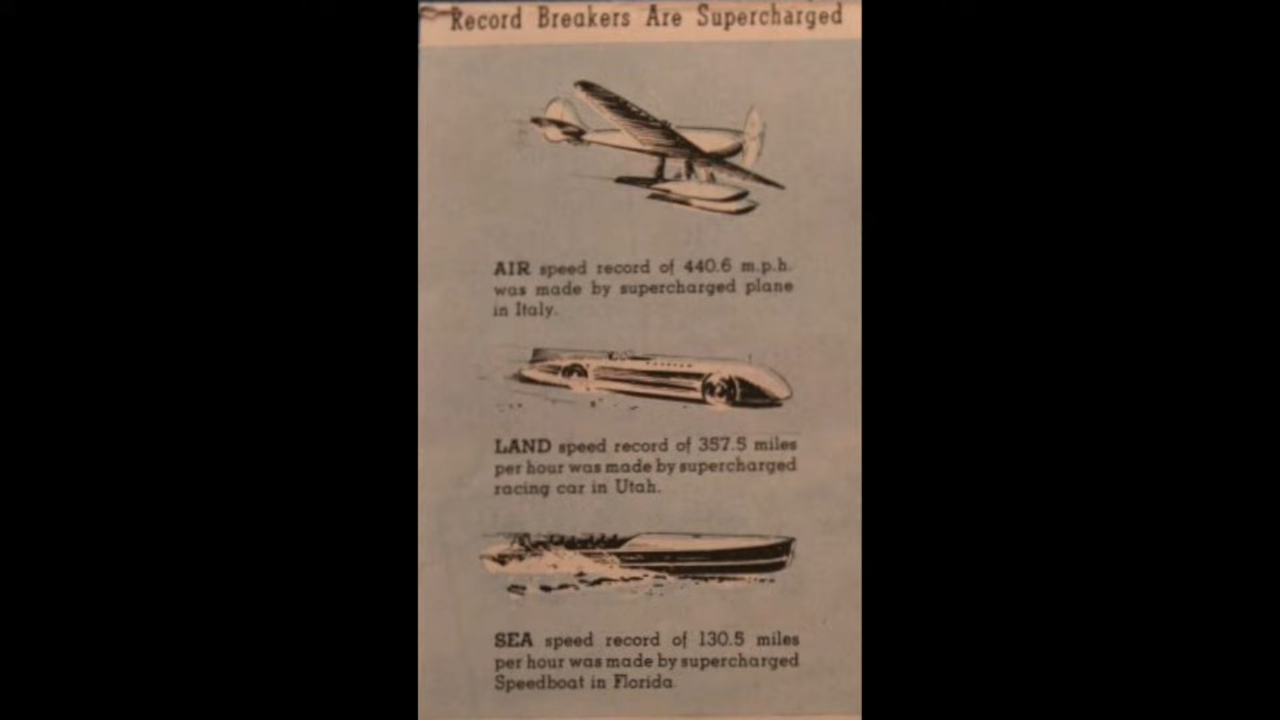 Record Breakers Are Supercharged
AIR speed record of 440.6 m.p.h.
was made by supercharged plane
in Italy.
LAND speed record of 357.5 miles
per hour was made by supercharged
racing car in Utah.
SEA speed record of 130.5 miles
per hour was made by supercharged
Speedboat in Florida.